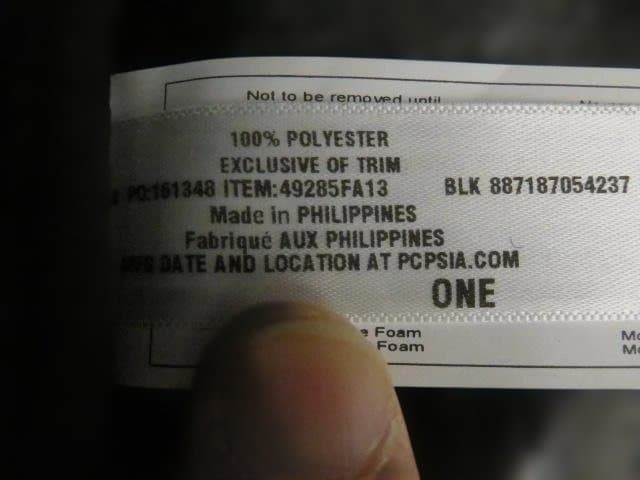 Not to be removed until
100% POLYESTER
EXCLUSIVE OF TRIM
PO:161348 ITEM:49285FA13 BLK 887187054237
Made in PHILIPPINES
Fabriqué AUX PHILIPPINES
MFG DATE AND LOCATION AT PCPSIA.COM
ONE
Foam
Foam